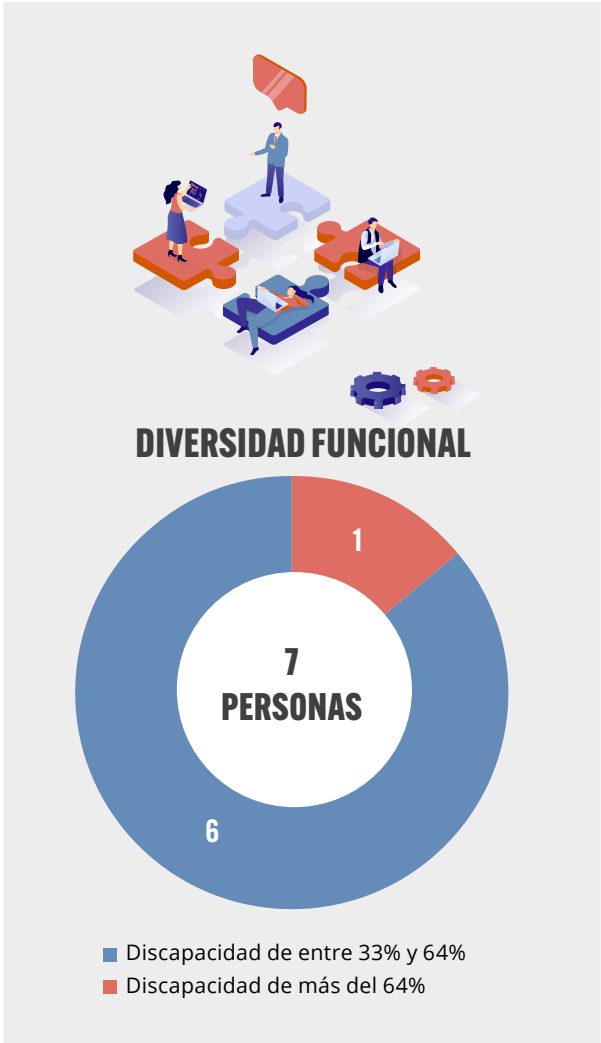 DIVERSIDAD FUNCIONAL
1
7
PERSONAS
6
Discapacidad de entre 33% y 64%
Discapacidad de más del 64%